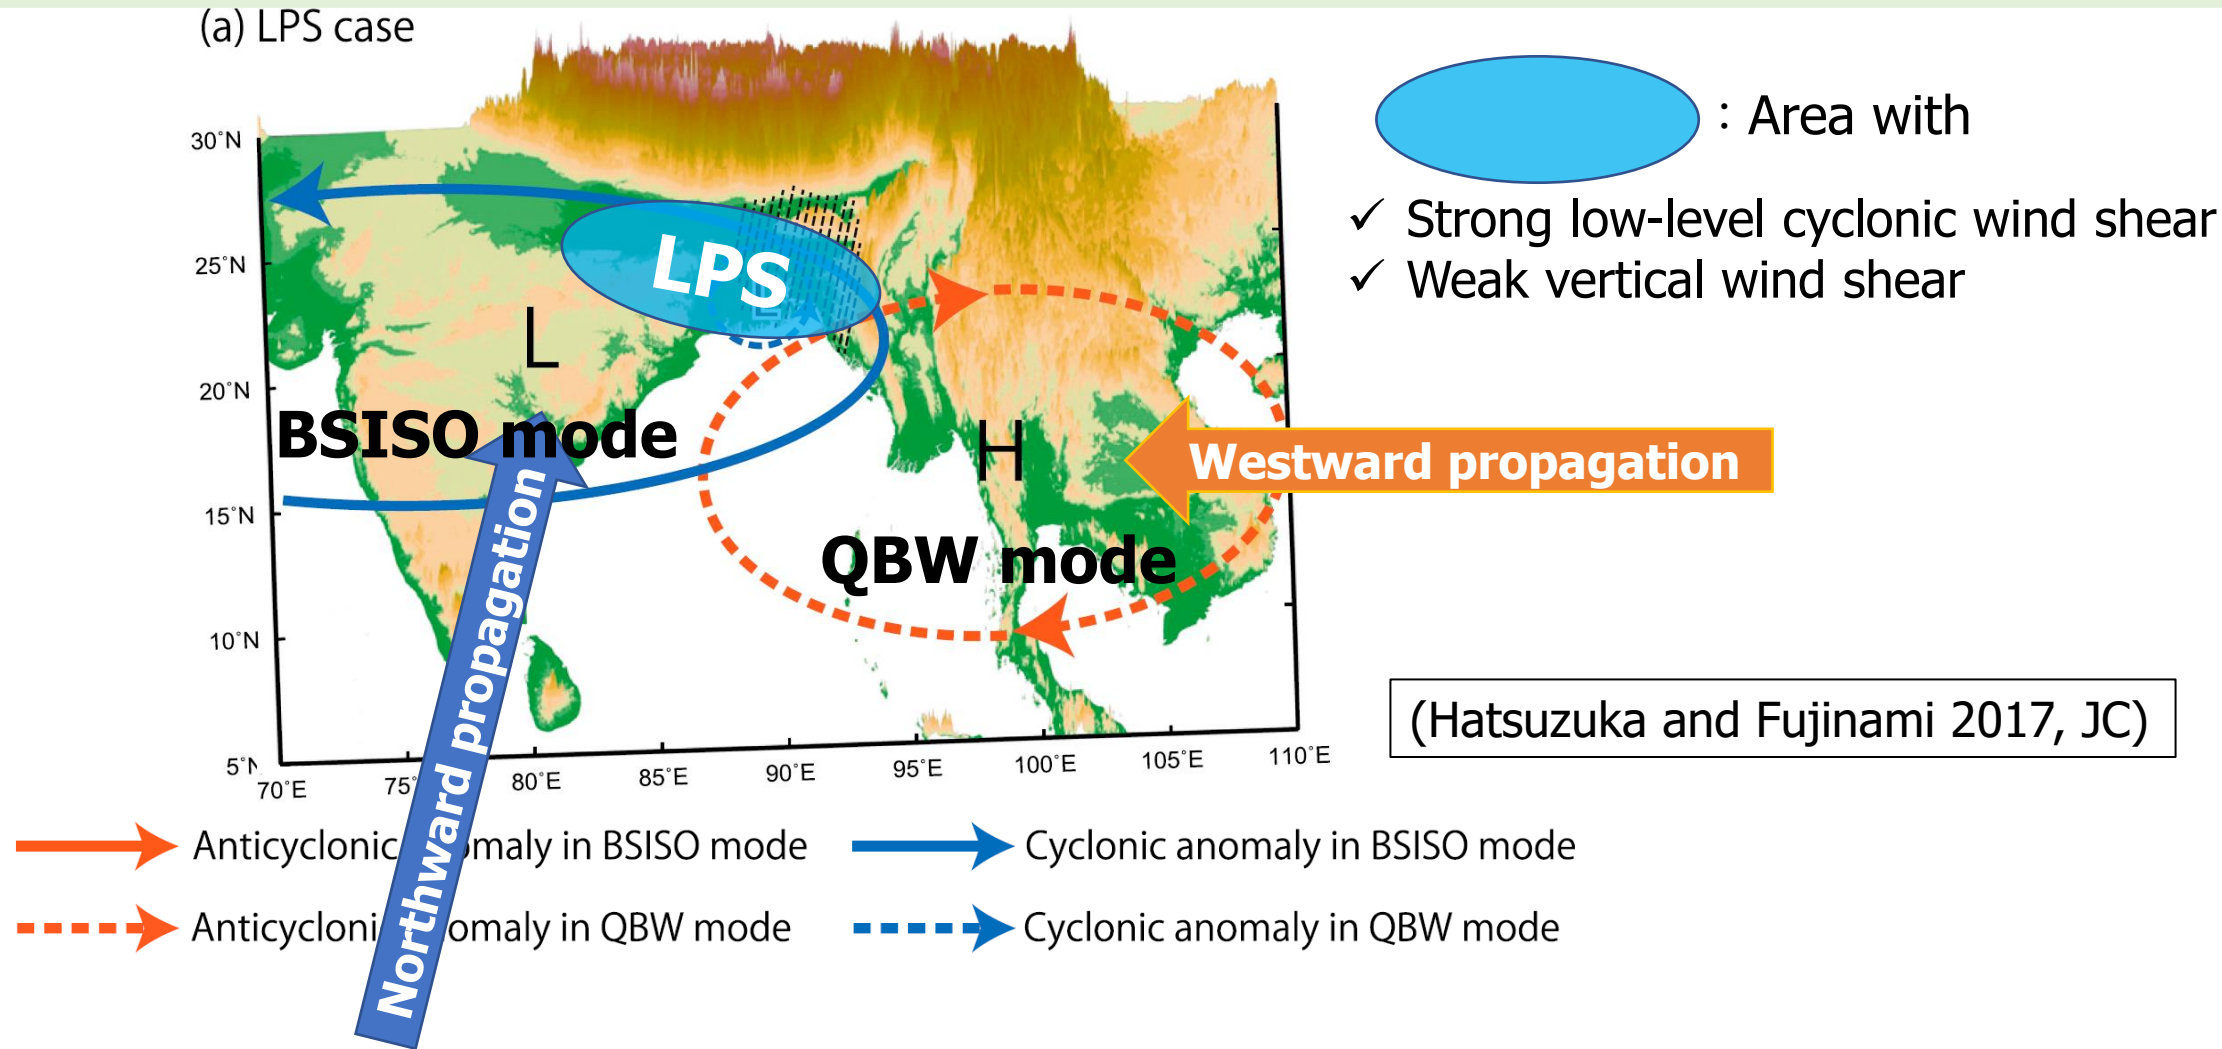 (a) LPS case
: Area with
✓ Strong low-level cyclonic wind shear
✓ Weak vertical wind shear
30°N
25°N
20°N
15°N
10°N
5°N
LPS
L
BSISO mode
H
Westward propagation
QBW mode
Northward propagation
(Hatsuzuka and Fujinami 2017, JC)
70°E
75°
80°E
85°E
90°E
95°E
100°E
105°E
110°E
Anticyclonic anomaly in BSISO mode
Cyclonic anomaly in BSISO mode
Anticyclonic anomaly in QBW mode
Cyclonic anomaly in QBW mode